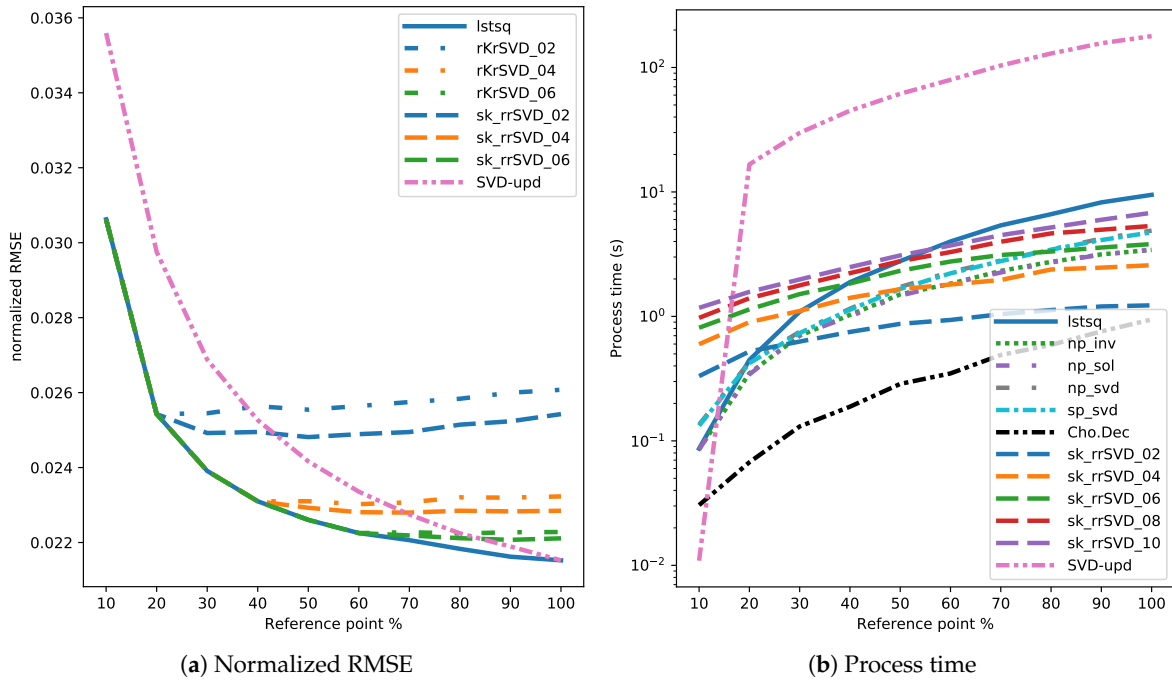 0.036
0.034
0.032
0.030
0.028
0.026
0.024
0.022
normalized RMSE
10 20 30 40 50 60 70 80 90 100
Reference point %
lstsq
rKrSVD_02
rKrSVD_04
rKrSVD_06
sk_rrSVD_02
sk_rrSVD_04
sk_rrSVD_06
SVD-upd
(a) Normalized RMSE
10²
10¹
10⁰
10⁻¹
10⁻²
Process time (s)
10 20 30 40 50 60 70 80 90 100
Reference point %
lstsq
np_inv
np_sol
np_svd
sp_svd
Cho.Dec
sk_rrSVD_02
sk_rrSVD_04
sk_rrSVD_06
sk_rrSVD_08
sk_rrSVD_10
SVD-upd
(b) Process time